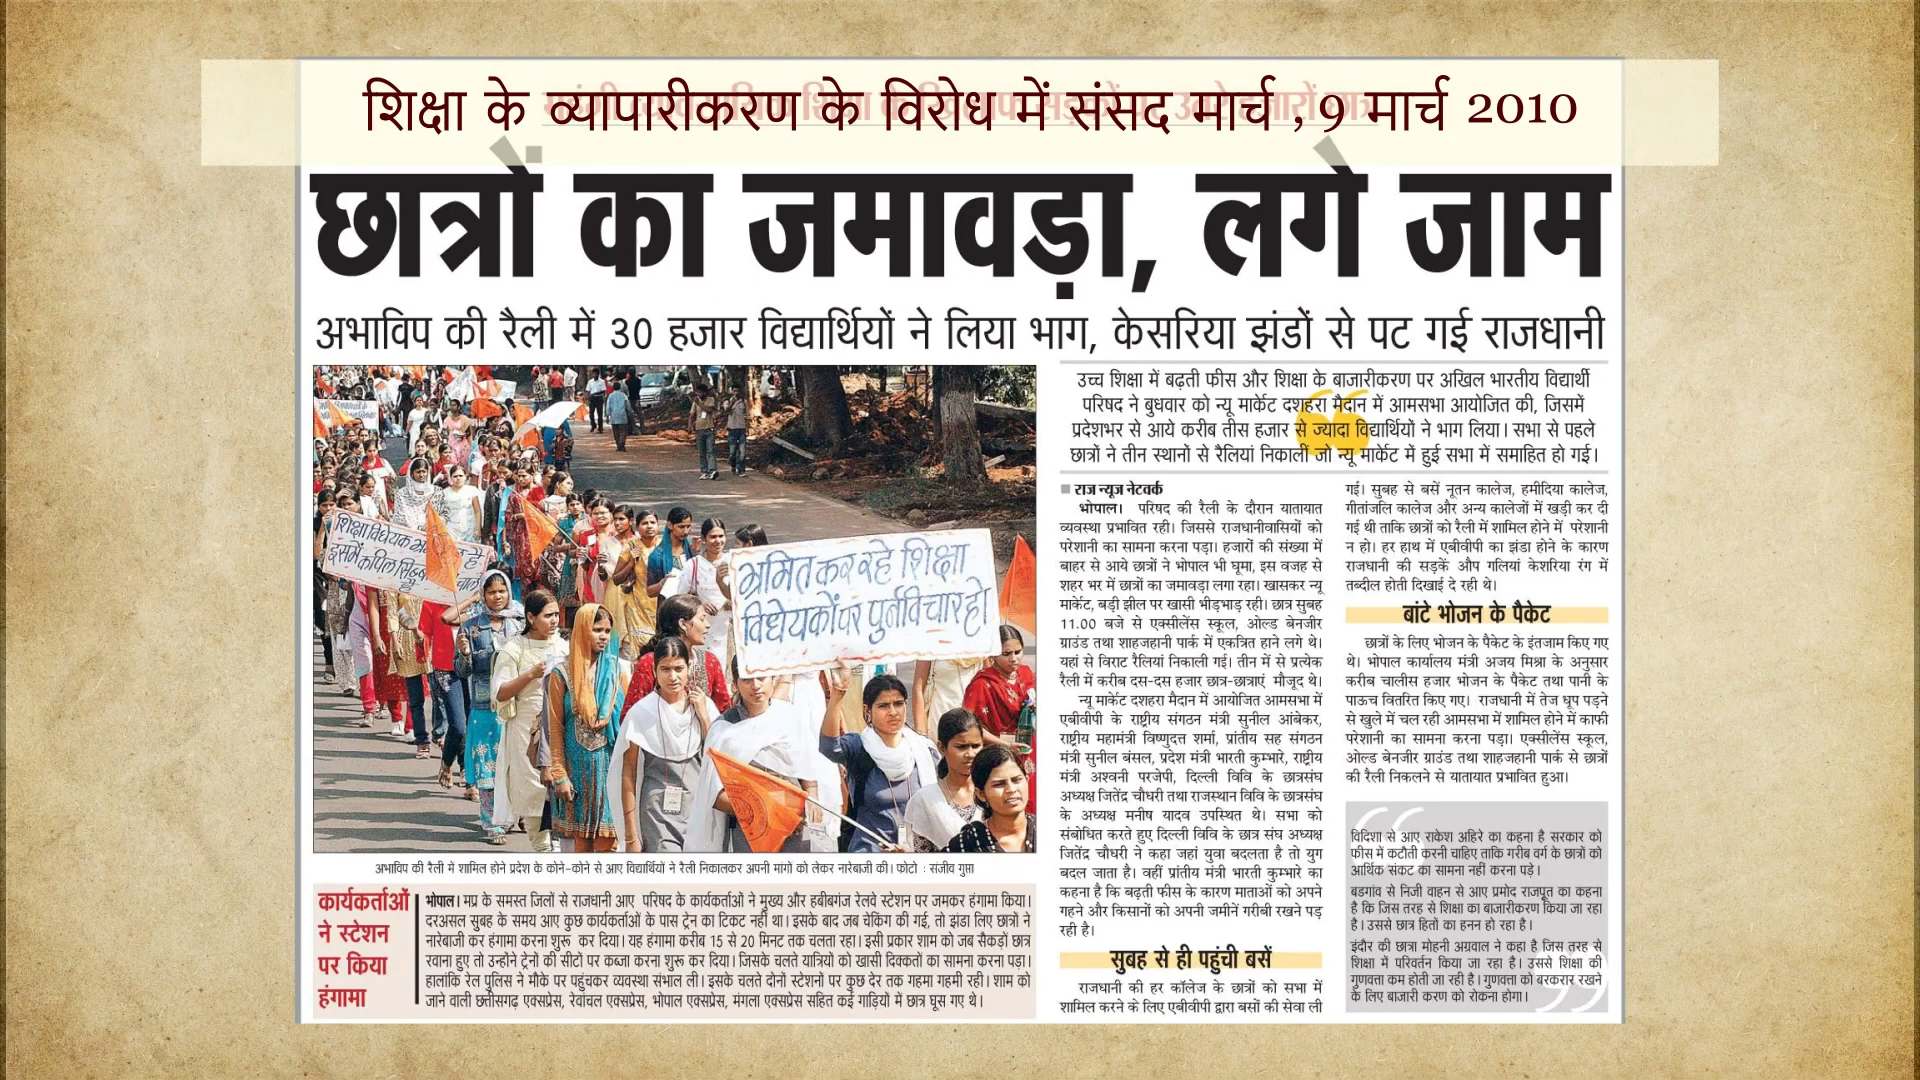 शिक्षा के व्यापारीकरण के विरोध में संसद मार्च , 9 मार्च 2010
छात्रों का जमावड़ा, लगे जाम
अभाविप की रैली में 30 हजार विद्यार्थियों ने लिया भाग, केसरिया झंडों से पट गई राजधानी
शिक्षा विधेयक
इसमें कपिल सिब्बल
भ्रमित कर रहे शिक्षा
विधेयकों पर पुर्नविचार हो
अभाविप की रैली में शामिल होने प्रदेश के कोने-कोने से आए विद्यार्थियों ने रैली निकालकर अपनी मांगों को लेकर नारेबाजी की। फोटो : संजीव गुप्ता
कार्यकर्ताओं
ने स्टेशन
पर किया
हंगामा
भोपाल। मप्र के समस्त जिलों से राजधानी आए परिषद के कार्यकर्ताओं ने मुख्य और हबीबगंज रेलवे स्टेशन पर जमकर हंगामा किया।
दरअसल सुबह के समय आए कुछ कार्यकर्ताओं के पास ट्रेन का टिकट नहीं था। इसके बाद जब चेकिंग की गई, तो झंडा लिए छात्रों ने
नारेबाजी कर हंगामा करना शुरू कर दिया। यह हंगामा करीब 15 से 20 मिनट तक चलता रहा। इसी प्रकार शाम को जब सैकड़ों छात्र
रवाना हुए तो उन्होने ट्रेनों की सीटों पर कब्जा करना शुरू कर दिया। जिसके चलते यात्रियों को खासी दिक्कतों का सामना करना पड़ा।
हालांकि रेल पुलिस ने मौके पर पहुंचकर व्यवस्था संभाल ली। इसके चलते दोनों स्टेशनों पर कुछ देर तक गहमा गहमी रही। शाम को
जाने वाली छत्तीसगढ़ एक्सप्रेस, रेवांचल एक्सप्रेस, भोपाल एक्सप्रेस, मंगला एक्सप्रेस सहित कई गाड़ियों में छात्र घूस गए थे।
उच्च शिक्षा में बढ़ती फीस और शिक्षा के बाजारीकरण पर अखिल भारतीय विद्यार्थी
परिषद ने बुधवार को न्यू मार्केट दशहरा मैदान में आमसभा आयोजित की, जिसमें
प्रदेशभर से आये करीब तीस हजार से ज्यादा विद्यार्थियों ने भाग लिया। सभा से पहले
छात्रों ने तीन स्थानों से रैलियां निकालीं जो न्यू मार्केट में हुई सभा में समाहित हो गई।
राज न्यूज नेटवर्क
भोपाल। परिषद की रैली के दौरान यातायात
व्यवस्था प्रभावित रही। जिससे राजधानीवासियों को
परेशानी का सामना करना पड़ा। हजारों की संख्या में
बाहर से आये छात्रों ने भोपाल भी घूमा, इस वजह से
शहर भर में छात्रों का जमावड़ा लगा रहा। खासकर न्यू
मार्केट, बड़ी झील पर खासी भीड़भाड़ रही। छात्र सुबह
11.00 बजे से एक्सीलेंस स्कूल, ओल्ड बेनजीर
ग्राउंड तथा शाहजहानी पार्क में एकत्रित हाने लगे थे।
यहां से विराट रैलियां निकाली गई। तीन में से प्रत्येक
रैली में करीब दस-दस हजार छात्र-छात्राएं मौजूद थे।
न्यू मार्केट दशहरा मैदान में आयोजित आमसभा में
एबीवीपी के राष्ट्रीय संगठन मंत्री सुनील आंबेकर,
राष्ट्रीय महामंत्री विष्णुदत्त शर्मा, प्रांतीय सह संगठन
मंत्री सुनील बंसल, प्रदेश मंत्री भारती कुम्भारे, राष्ट्रीय
मंत्री अश्वनी परजेपी, दिल्ली विवि के छात्रसंघ
अध्यक्ष जितेंद्र चौधरी तथा राजस्थान विवि के छात्रसंघ
के अध्यक्ष मनीष यादव उपस्थित थे। सभा को
संबोधित करते हुए दिल्ली विवि के छात्र संघ अध्यक्ष
जितेंद्र चौधरी ने कहा जहां युवा बदलता है तो युग
बदल जाता है। वहीं प्रांतीय मंत्री भारती कुम्भारे का
कहना है कि बढ़ती फीस के कारण माताओं को अपने
गहने और किसानों को अपनी जमीनें गरीबी रखने पड़
रही है।
सुबह से ही पहुंची बसें
राजधानी की हर कॉलेज के छात्रों को सभा में
शामिल करने के लिए एबीवीपी द्वारा बसों की सेवा ली
गई। सुबह से बसें नूतन कालेज, हमीदिया कालेज,
गीतांजलि कालेज और अन्य कालेजों में खड़ी कर दी
गई थी ताकि छात्रों को रैली में शामिल होने में परेशानी
न हो। हर हाथ में एबीवीपी का झंडा होने के कारण
राजधानी की सड़कें औप गलियां केशरिया रंग में
तब्दील होती दिखाई दे रही थे।
बांटे भोजन के पैकेट
छात्रों के लिए भोजन के पैकेट के इंतजाम किए गए
थे। भोपाल कार्यालय मंत्री अजय मिश्रा के अनुसार
करीब चालीस हजार भोजन के पैकेट तथा पानी के
पाऊच वितरित किए गए। राजधानी में तेज धूप पड़ने
से खुले में चल रही आमसभा में शामिल होने में काफी
परेशानी का सामना करना पड़ा। एक्सीलेंस स्कूल,
ओल्ड बेनजीर ग्राउंड तथा शाहजहानी पार्क से छात्रों
की रैली निकलने से यातायात प्रभावित हुआ।
विदिशा से आए राकेश अहिरे का कहना है सरकार को
फीस में कटौती करनी चाहिए ताकि गरीब वर्ग के छात्रों को
आर्थिक संकट का सामना नहीं करना पड़े।
बडगांव से निजी वाहन से आए प्रमोद राजपूत का कहना
है कि जिस तरह से शिक्षा का बाजारीकरण किया जा रहा
है। उससे छात्र हितों का हनन हो रहा है।
इंदौर की छात्रा मोहनी अग्रवाल ने कहा है जिस तरह से
शिक्षा में परिवर्तन किया जा रहा है। उससे शिक्षा की
गुणवत्ता कम होती जा रही है। गुणवत्ता को बरकरार रखने
के लिए बाजारी करण को रोकना होगा।